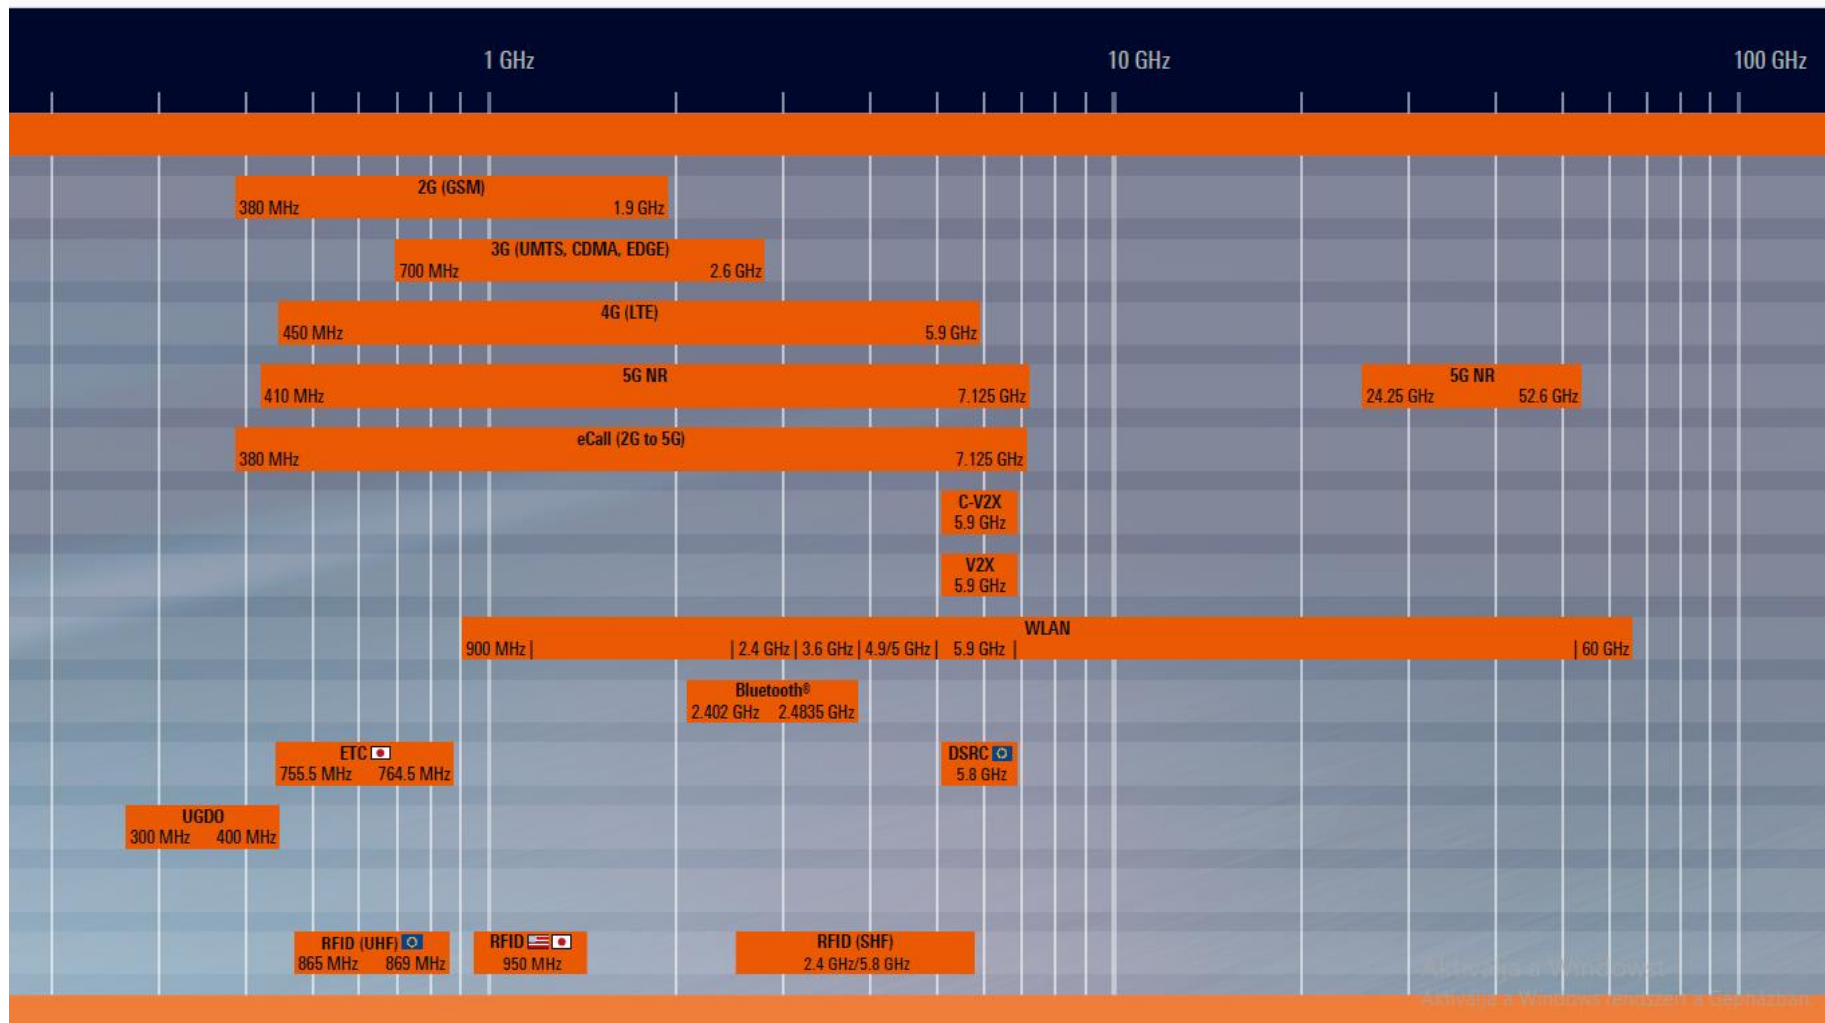 1 GHz 10 GHz 100 GHz
2G (GSM)
380 MHz 1.9 GHz
3G (UMTS, CDMA, EDGE)
700 MHz 2.6 GHz
4G (LTE)
450 MHz 5.9 GHz
5G NR 5G NR
410 MHz 7.125 GHz 24.25 GHz 52.6 GHz
eCall (2G to 5G)
380 MHz 7.125 GHz
C-V2X
5.9 GHz
V2X
5.9 GHz
WLAN
900 MHz | | 2.4 GHz | 3.6 GHz | 4.9/5 GHz | 5.9 GHz | | 60 GHz
Bluetooth®
2.402 GHz 2.4835 GHz
ETC DSRC
755.5 MHz 764.5 MHz 5.8 GHz
UGDO
300 MHz 400 MHz
RFID (UHF) RFID RFID (SHF)
865 MHz 869 MHz 950 MHz 2.4 GHz/5.8 GHz
Aktiválja a Windowst
Aktiválja a Windows rendszert a Gépházban.